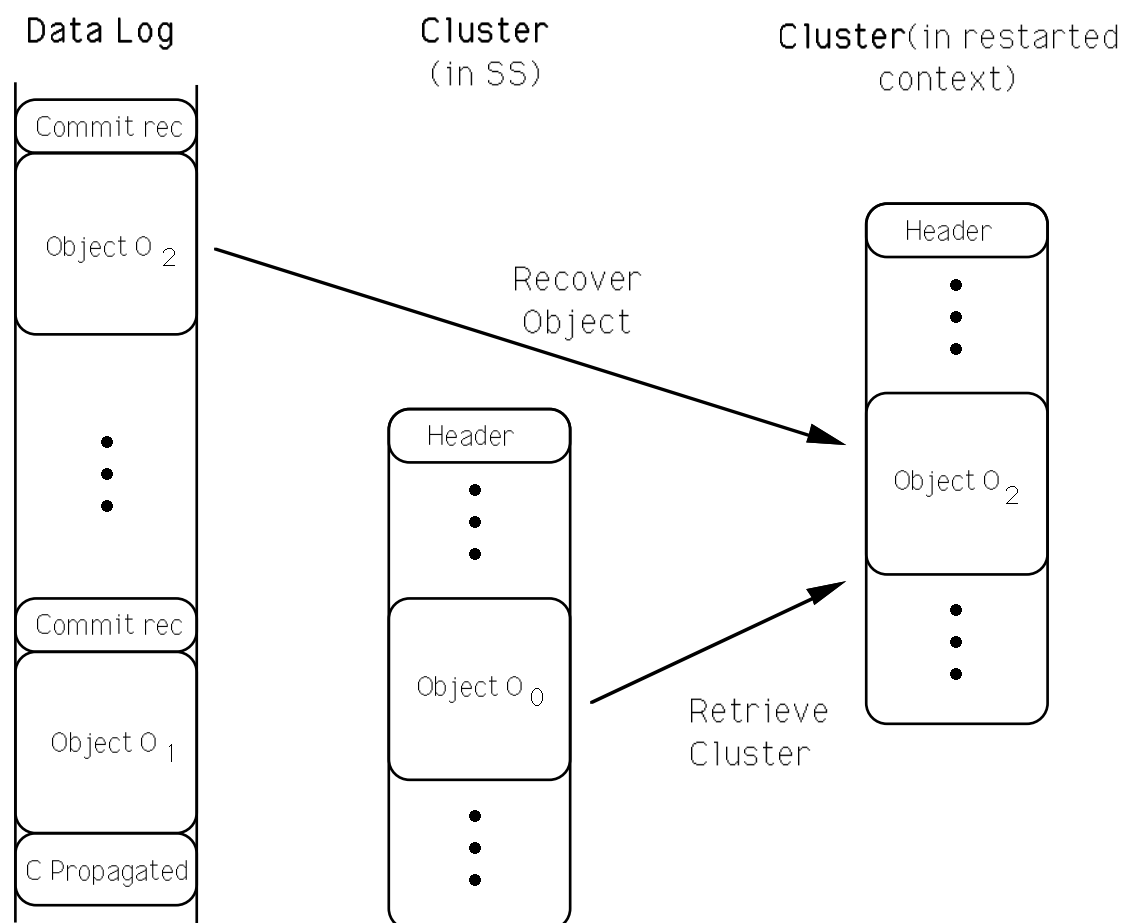 Data Log
Commit rec
Object O 2
Commit rec
Object O 1
C Propagated
Cluster
(in SS)
Header
Object O 0
Recover
Object
Retrieve
Cluster
Cluster(in restarted
context)
Header
Object O 2